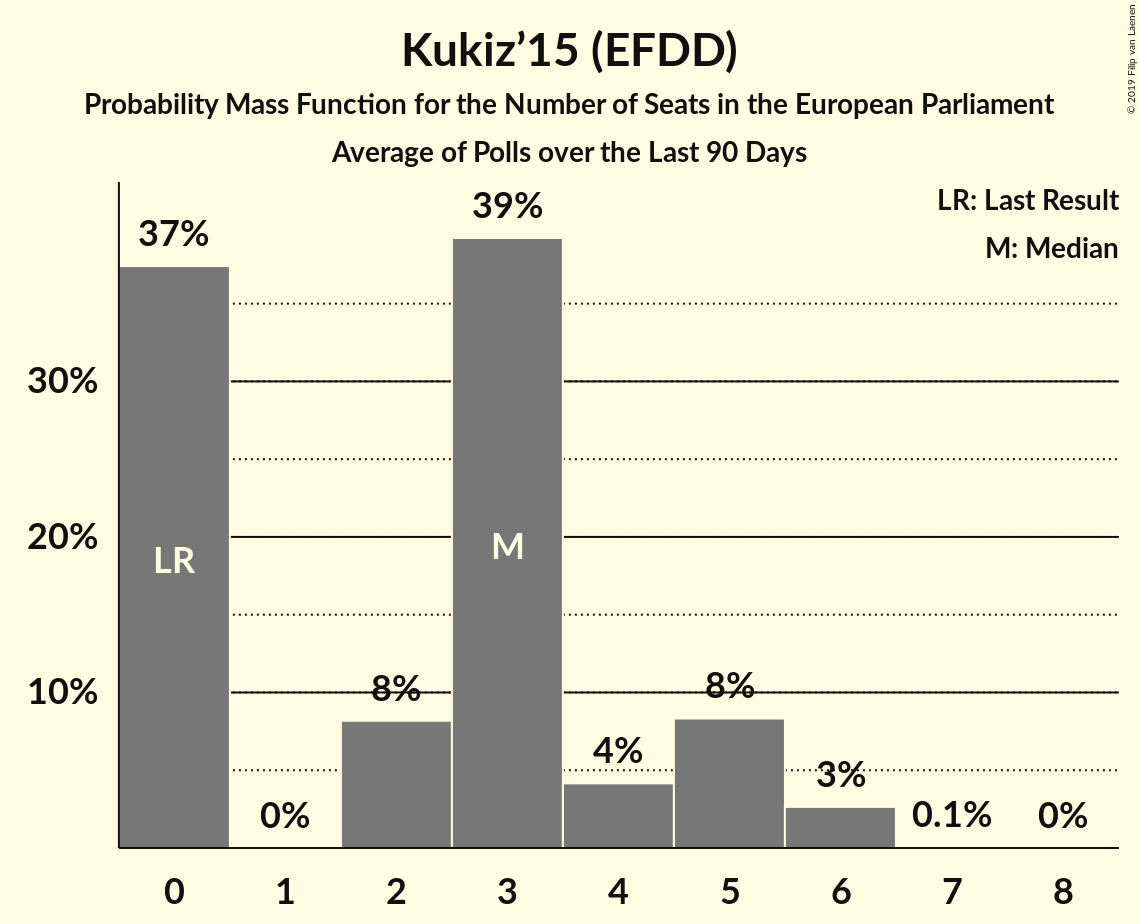 Kukiz’15 (EFDD)
Probability Mass Function for the Number of Seats in the European Parliament
Average of Polls over the Last 90 Days
© 2019 Filip van Laenen
LR: Last Result
M: Median
37%
0%
8%
39%
4%
8%
3%
0.1%
0%
LR
M
30%
20%
10%
0 1 2 3 4 5 6 7 8